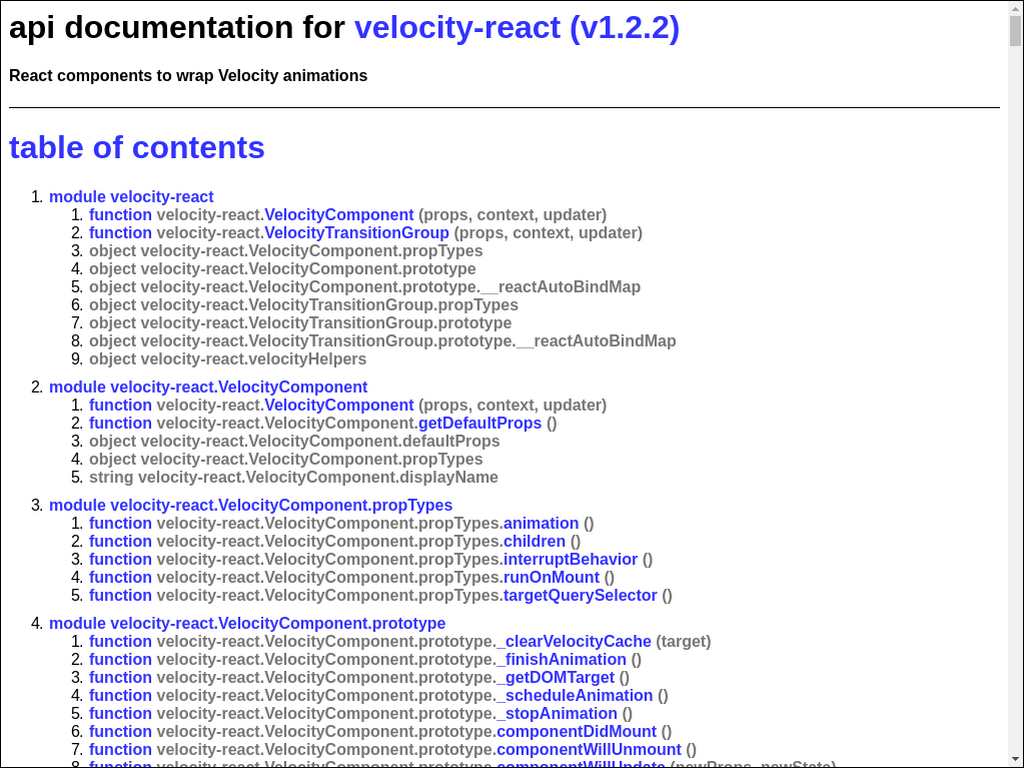 api documentation for velocity-react (v1.2.2)
React components to wrap Velocity animations
table of contents
1. module velocity-react
1. function velocity-react.VelocityComponent (props, context, updater)
2. function velocity-react.VelocityTransitionGroup (props, context, updater)
3. object velocity-react.VelocityComponent.propTypes
4. object velocity-react.VelocityComponent.prototype
5. object velocity-react.VelocityComponent.prototype.__reactAutoBindMap
6. object velocity-react.VelocityTransitionGroup.propTypes
7. object velocity-react.VelocityTransitionGroup.prototype
8. object velocity-react.VelocityTransitionGroup.prototype.__reactAutoBindMap
9. object velocity-react.velocityHelpers
2. module velocity-react.VelocityComponent
1. function velocity-react.VelocityComponent (props, context, updater)
2. function velocity-react.VelocityComponent.getDefaultProps ()
3. object velocity-react.VelocityComponent.defaultProps
4. object velocity-react.VelocityComponent.propTypes
5. string velocity-react.VelocityComponent.displayName
3. module velocity-react.VelocityComponent.propTypes
1. function velocity-react.VelocityComponent.propTypes.animation ()
2. function velocity-react.VelocityComponent.propTypes.children ()
3. function velocity-react.VelocityComponent.propTypes.interruptBehavior ()
4. function velocity-react.VelocityComponent.propTypes.runOnMount ()
5. function velocity-react.VelocityComponent.propTypes.targetQuerySelector ()
4. module velocity-react.VelocityComponent.prototype
1. function velocity-react.VelocityComponent.prototype._clearVelocityCache (target)
2. function velocity-react.VelocityComponent.prototype._finishAnimation ()
3. function velocity-react.VelocityComponent.prototype._getDOMTarget ()
4. function velocity-react.VelocityComponent.prototype._scheduleAnimation ()
5. function velocity-react.VelocityComponent.prototype._stopAnimation ()
6. function velocity-react.VelocityComponent.prototype.componentDidMount ()
7. function velocity-react.VelocityComponent.prototype.componentWillUnmount ()
8. function velocity-react.VelocityComponent.prototype.componentWillUpdate (newProps, newState)